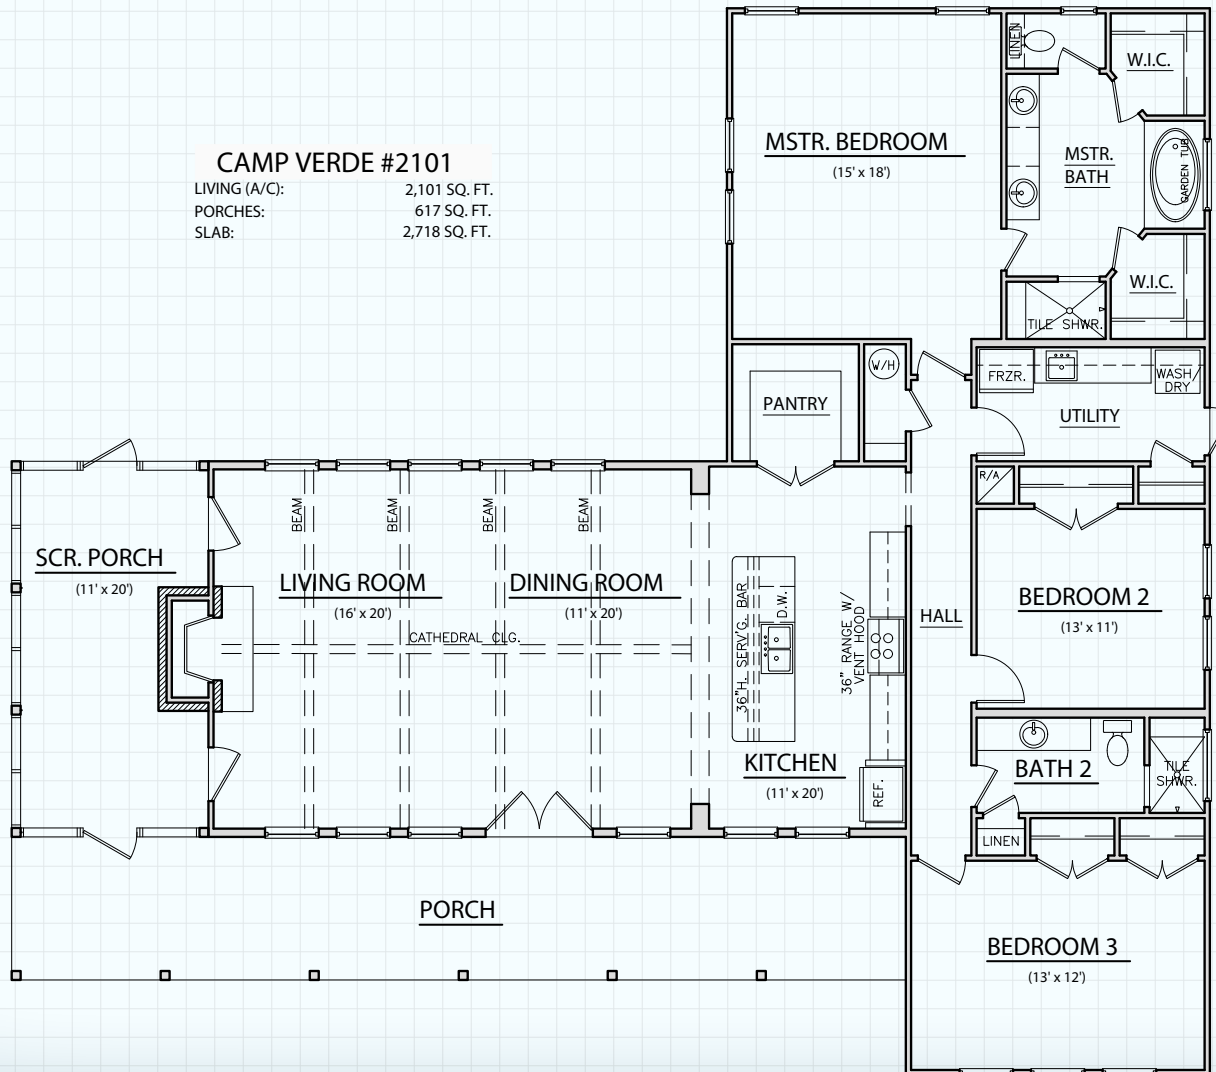 CAMP VERDE #2101
LIVING (A/C): 2,101 SQ. FT.
PORCHES: 617 SQ. FT.
SLAB: 2,718 SQ. FT.
MSTR. BEDROOM
(15' x 18')
LINEN
W.I.C.
MSTR.
BATH
GARDEN TUB
W.I.C.
TILE SHWR.
PANTRY
W/H
FRZR.
WASH/
DRY
UTILITY
R/A
SCR. PORCH
(11' x 20')
BEAM
BEAM
BEAM
BEAM
LIVING ROOM
(16' x 20')
DINING ROOM
(11' x 20')
CATHEDRAL CLG.
36"H. SERV'G. BAR
D.W.
36" RANGE W/
VENT HOOD
KITCHEN
(11' x 20')
REF.
HALL
BEDROOM 2
(13' x 11')
BATH 2
TILE
SHWR.
LINEN
PORCH
BEDROOM 3
(13' x 12')